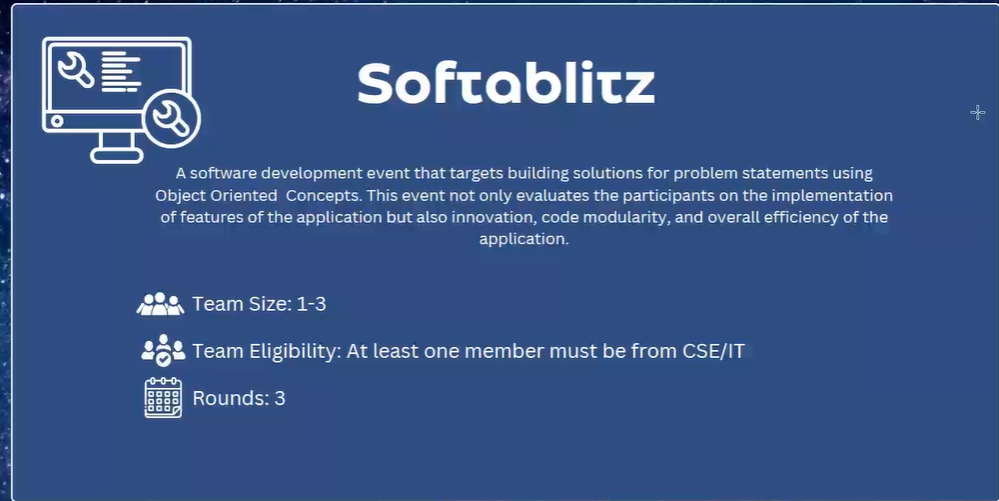 Softablitz
A software development event that targets building solutions for problem statements using
Object Oriented  Concepts. This event not only evaluates the participants on the implementation
of features of the application but also innovation, code modularity, and overall efficiency of the
application.
Team Size: 1-3
Team Eligibility: At least one member must be from CSE/IT
Rounds: 3